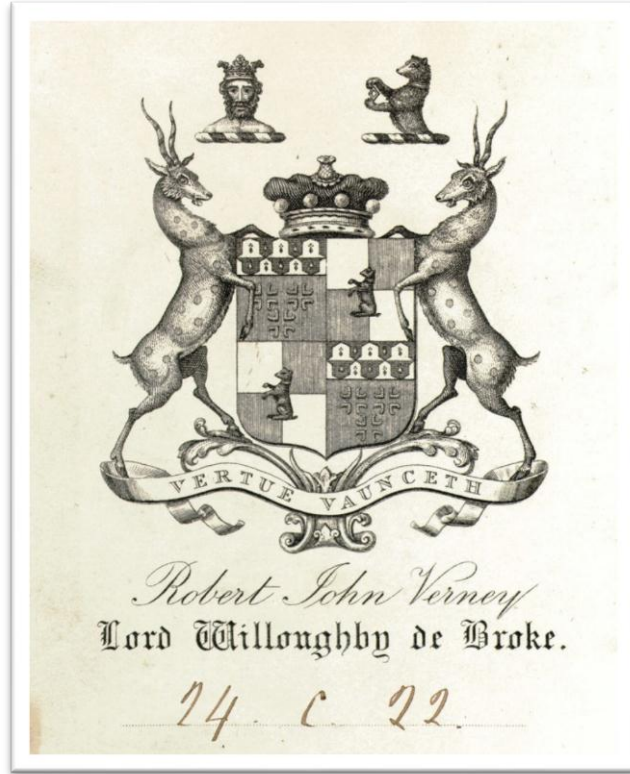 VERTUE VAUNCETH
Robert John Verney
Lord Willoughby de Broke.
24. C. 22.